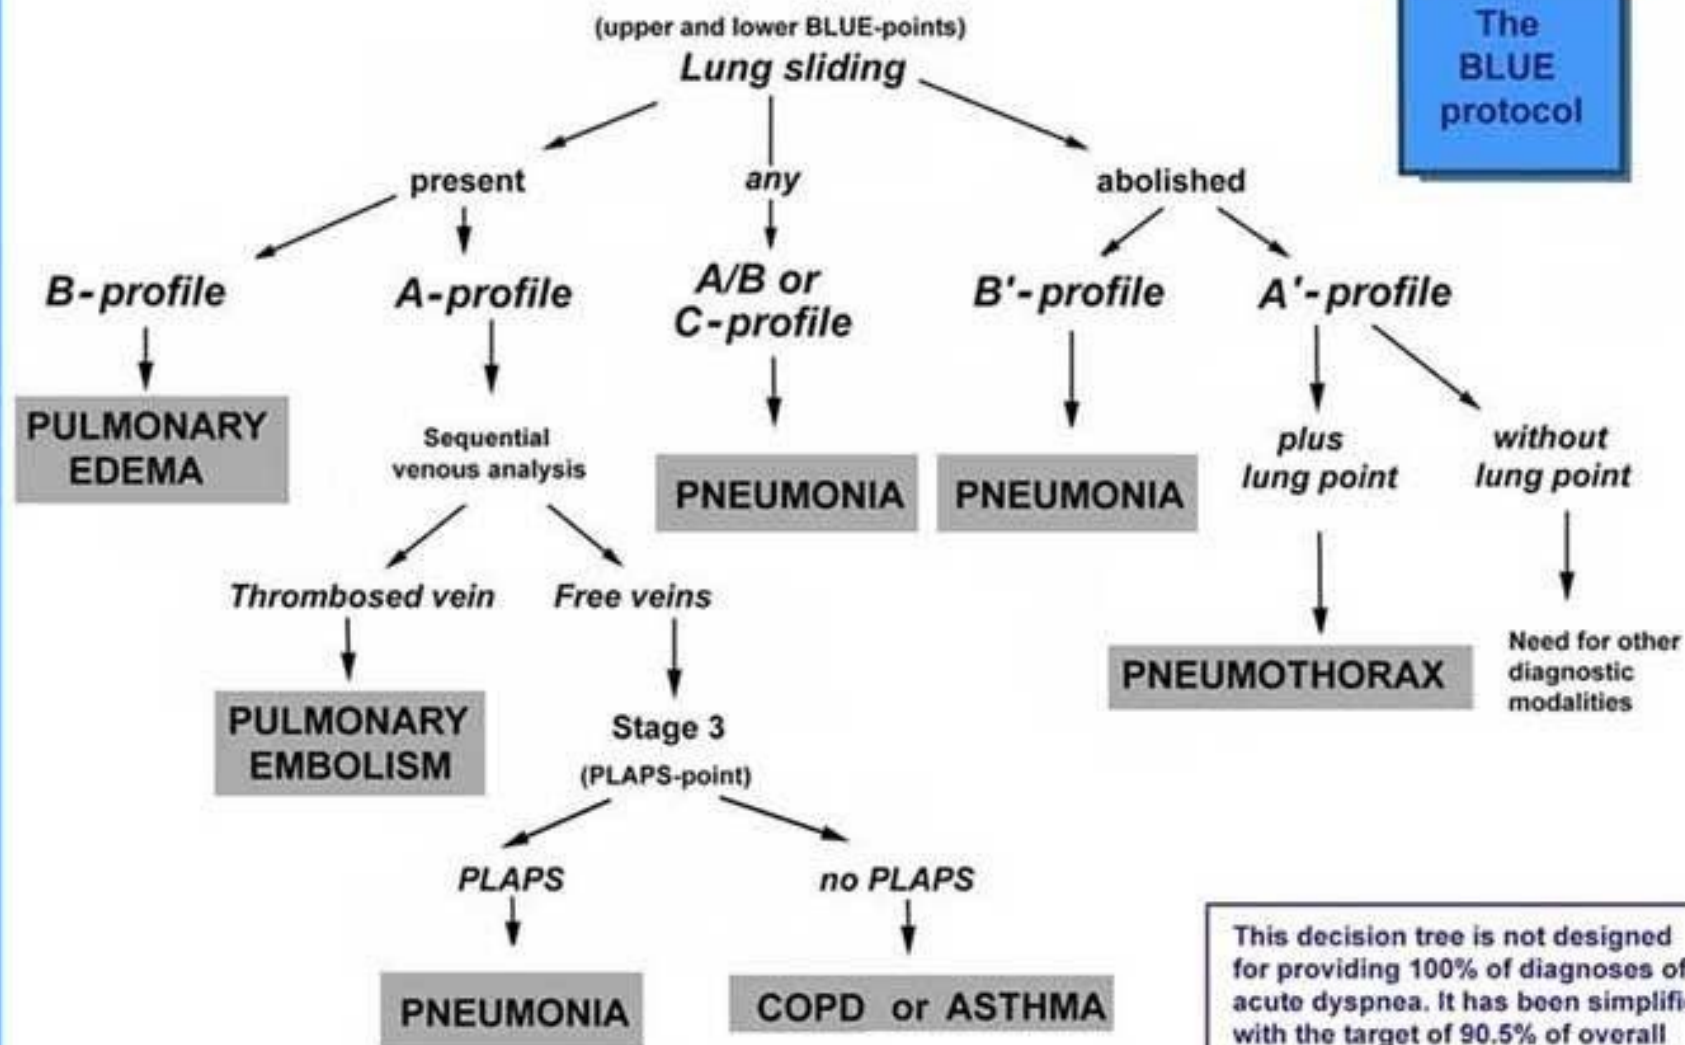 (upper and lower BLUE-points)
Lung sliding
The
BLUE
protocol
present
any
abolished
B-profile
A-profile
A/B or
C-profile
B'-profile
A'-profile
PULMONARY
EDEMA
Sequential
venous analysis
PNEUMONIA
PNEUMONIA
plus
lung point
without
lung point
Thrombosed vein
Free veins
PULMONARY
EMBOLISM
Stage 3
(PLAPS-point)
PNEUMOTHORAX
Need for other
diagnostic
modalities
PLAPS
no PLAPS
PNEUMONIA
COPD or ASTHMA
This decision tree is not designed
for providing 100% of diagnoses of
acute dyspnea. It has been
with the target of 90.5% of overall